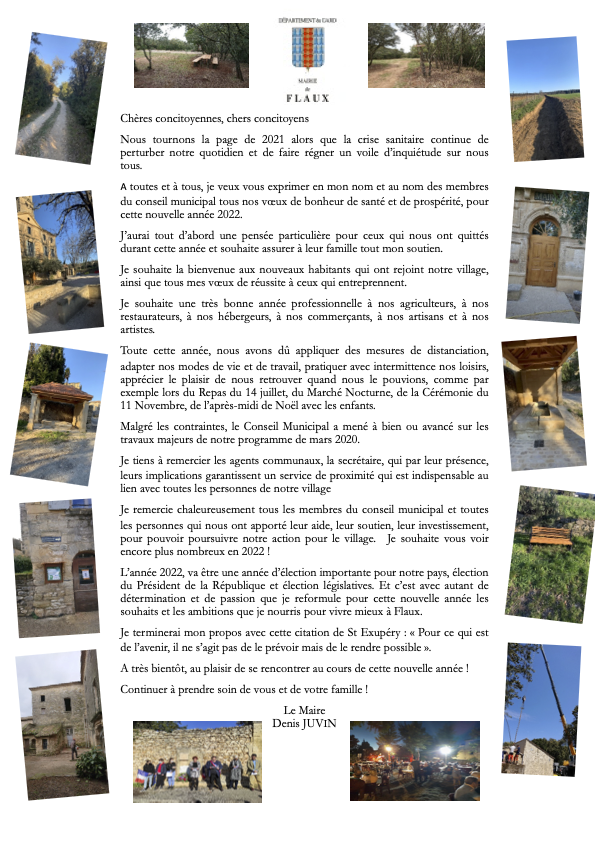 DÉPARTEMENT du GARD
MAIRIE
de
FLAUX
Chères concitoyennes, chers concitoyens
Nous tournons la page de 2021 alors que la crise sanitaire continue de
perturber notre quotidien et de faire régner un voile d'inquiétude sur nous
tous.
A toutes et à tous, je veux vous exprimer en mon nom et au nom des membres
du conseil municipal tous nos vœux de bonheur de santé et de prospérité, pour
cette nouvelle année 2022.
J'aurai tout d'abord une pensée particulière pour ceux qui nous ont quittés
durant cette année et souhaite assurer à leur famille tout mon soutien.
Je souhaite la bienvenue aux nouveaux habitants qui ont rejoint notre village,
ainsi que tous mes vœux de réussite à ceux qui entreprennent.
Je souhaite une très bonne année professionnelle à nos agriculteurs, à nos
restaurateurs, à nos hébergeurs, à nos commerçants, à nos artisans et à nos
artistes.
Toute cette année, nous avons dû appliquer des mesures de distanciation,
adapter nos modes de vie et de travail, pratiquer avec intermittence nos loisirs,
apprécier le plaisir de nous retrouver quand nous le pouvions, comme par
exemple lors du Repas du 14 juillet, du Marché Nocturne, de la Cérémonie du
11 Novembre, de l'après-midi de Noël avec les enfants.
Malgré les contraintes, le Conseil Municipal a mené à bien ou avancé sur les
travaux majeurs de notre programme de mars 2020.
Je tiens à remercier les agents communaux, la secrétaire, qui par leur présence,
leurs implications garantissent un service de proximité qui est indispensable au
lien avec toutes les personnes de notre village
Je remercie chaleureusement tous les membres du conseil municipal et toutes
les personnes qui nous ont apporté leur aide, leur soutien, leur investissement,
pour pouvoir poursuivre notre action pour le village. Je souhaite vous voir
encore plus nombreux en 2022 !
L'année 2022, va être une année d'élection importante pour notre pays, élection
du Président de la République et élection législatives. Et c'est avec autant de
détermination et de passion que je reformule pour cette nouvelle année les
souhaits et les ambitions que je nourris pour vivre mieux à Flaux.
Je terminerai mon propos avec cette citation de St Exupéry : « Pour ce qui est
de l'avenir, il ne s'agit pas de le prévoir mais de le rendre possible ».
A très bientôt, au plaisir de se rencontrer au cours de cette nouvelle année !
Continuer à prendre soin de vous et de votre famille !
Le Maire
Denis JUVIN